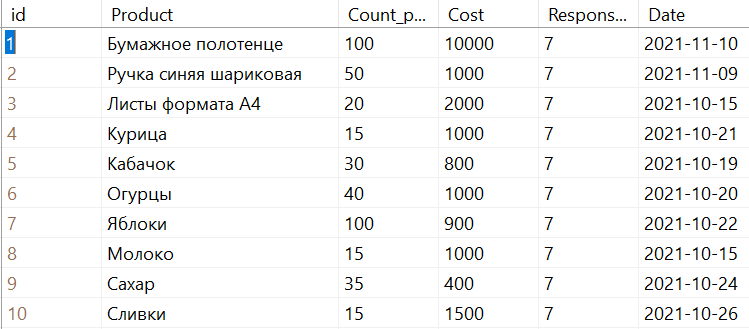 id Product Count_p... Cost Respons... Date
1 Бумажное полотенце 100 10000 7 2021-11-10
2 Ручка синяя шариковая 50 1000 7 2021-11-09
3 Листы формата А4 20 2000 7 2021-10-15
4 Курица 15 1000 7 2021-10-21
5 Кабачок 30 800 7 2021-10-19
6 Огурцы 40 1000 7 2021-10-20
7 Яблоки 100 900 7 2021-10-22
8 Молоко 15 1000 7 2021-10-15
9 Сахар 35 400 7 2021-10-24
10 Сливки 15 1500 7 2021-10-26